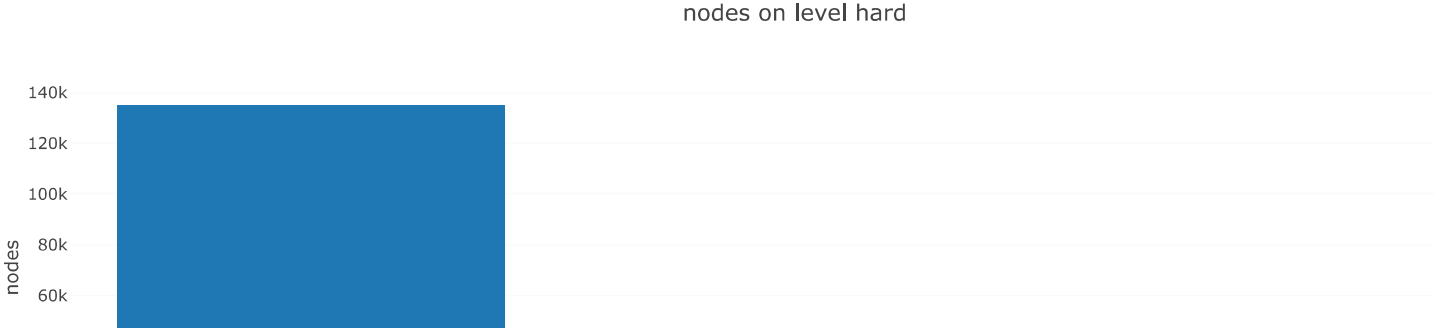 nodes on level hard
140k
120k
100k
80k
60k
nodes